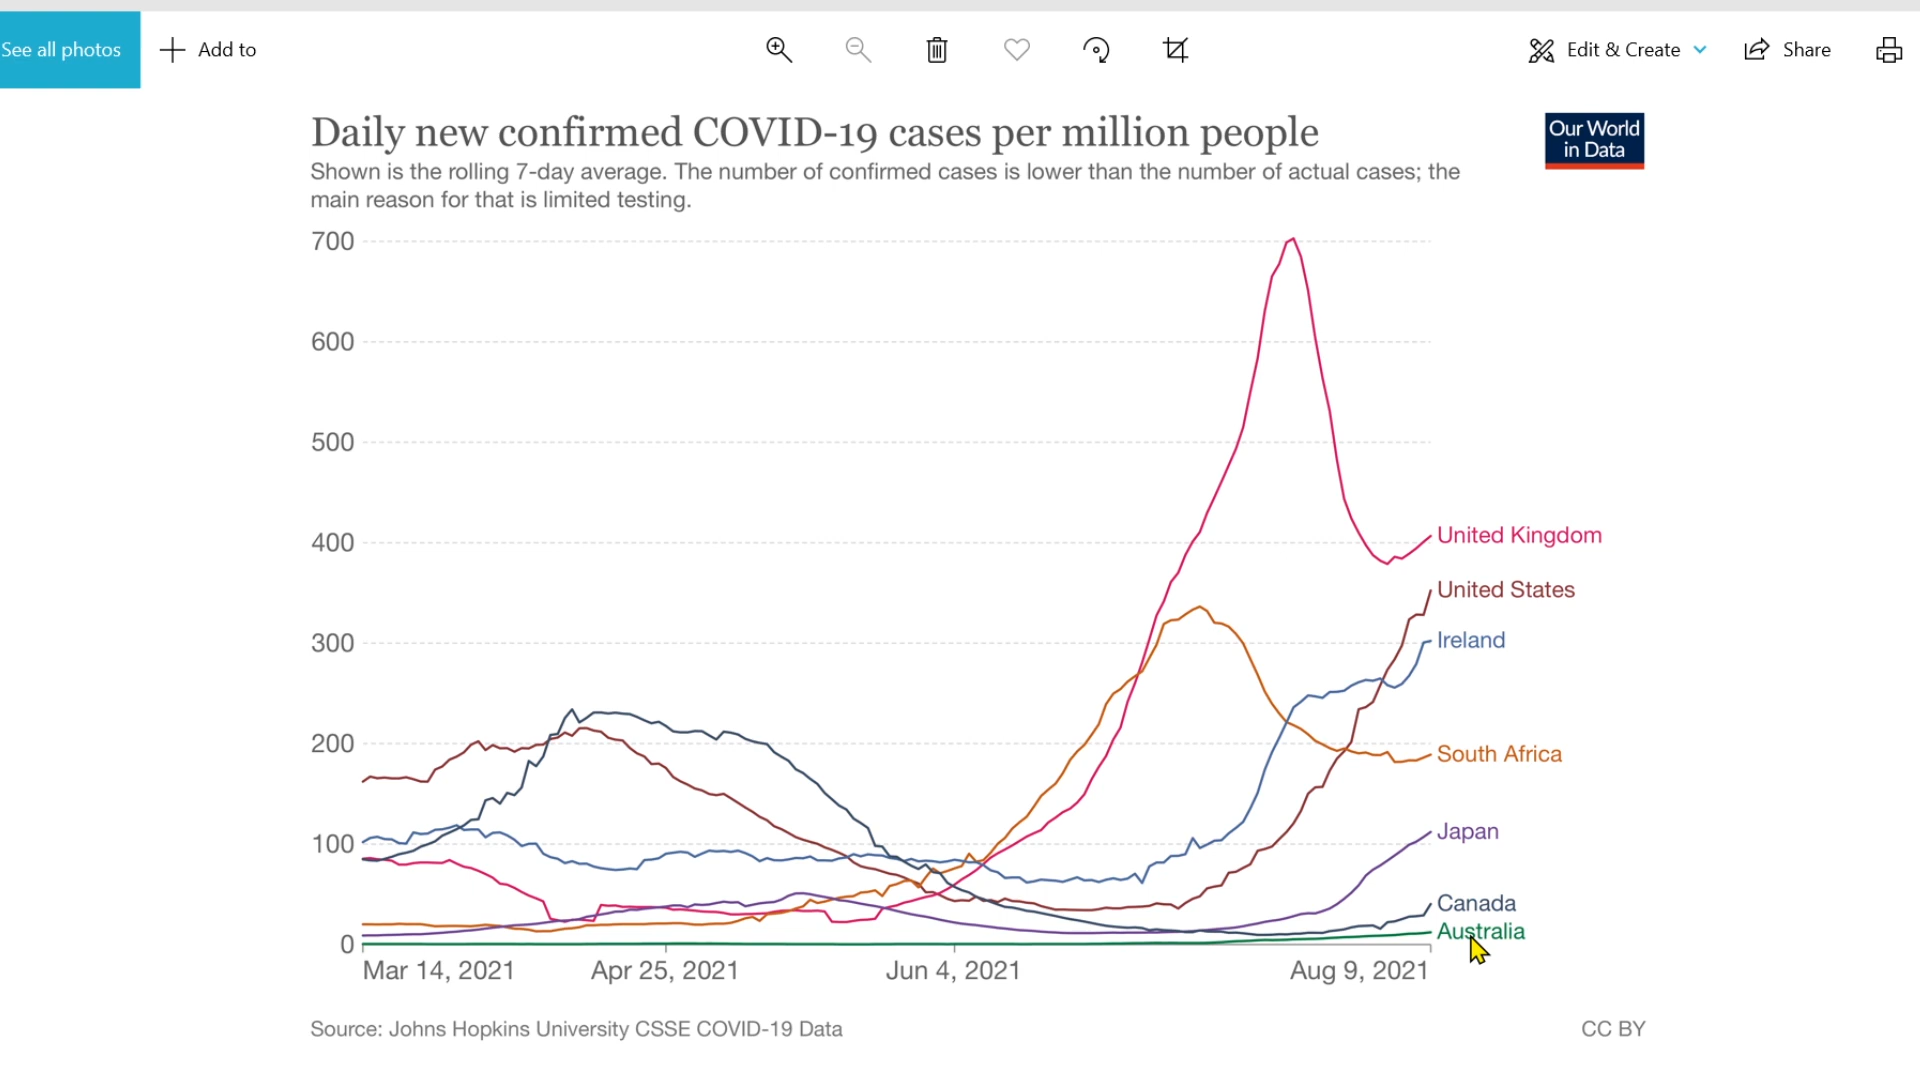 See all photos
Add to
Edit & Create
Share
Daily new confirmed COVID-19 cases per million people
Our World
in Data
Shown is the rolling 7-day average. The number of confirmed cases is lower than the number of actual cases; the
main reason for that is limited testing.
700
600
500
400
300
200
100
0
United Kingdom
United States
Ireland
South Africa
Japan
Canada
Australia
Mar 14, 2021
Apr 25, 2021
Jun 4, 2021
Aug 9, 2021
Source: Johns Hopkins University CSSE COVID-19 Data
CC BY